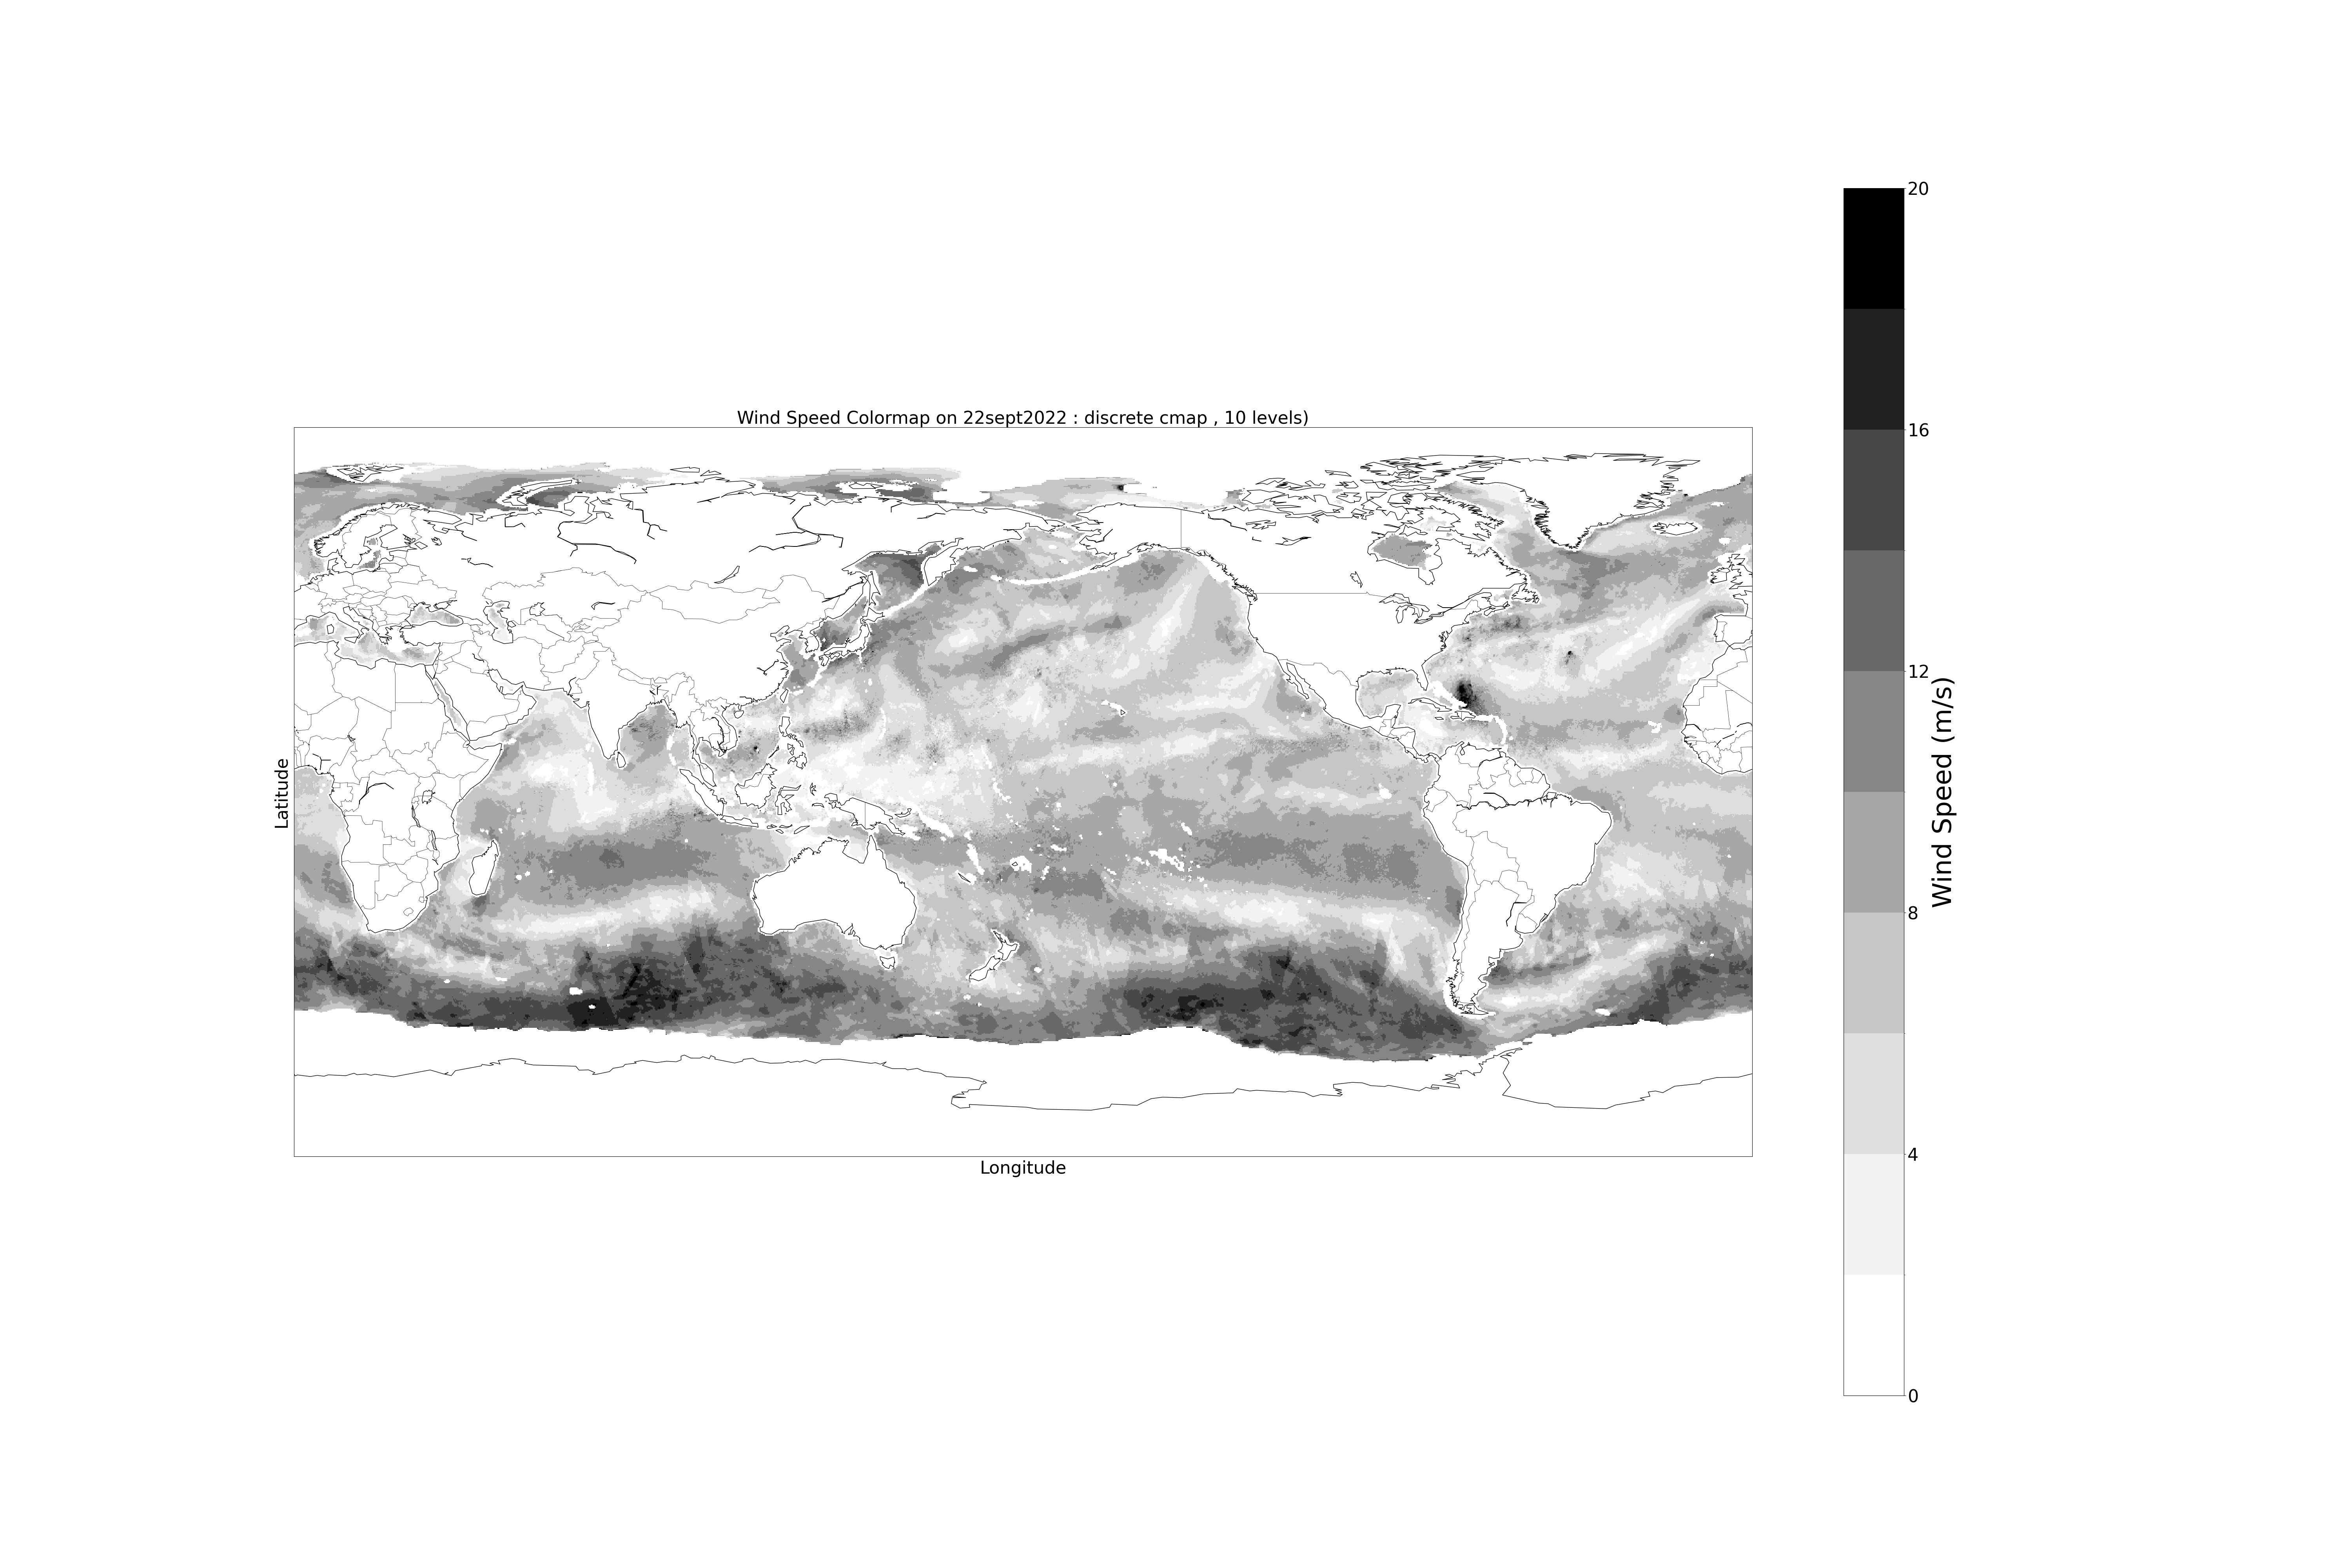 Wind Speed Colormap on 22sept2022 : discrete cmap , 10 levels)
Latitude
Longitude
20
16
12
8
4
0
Wind Speed (m/s)